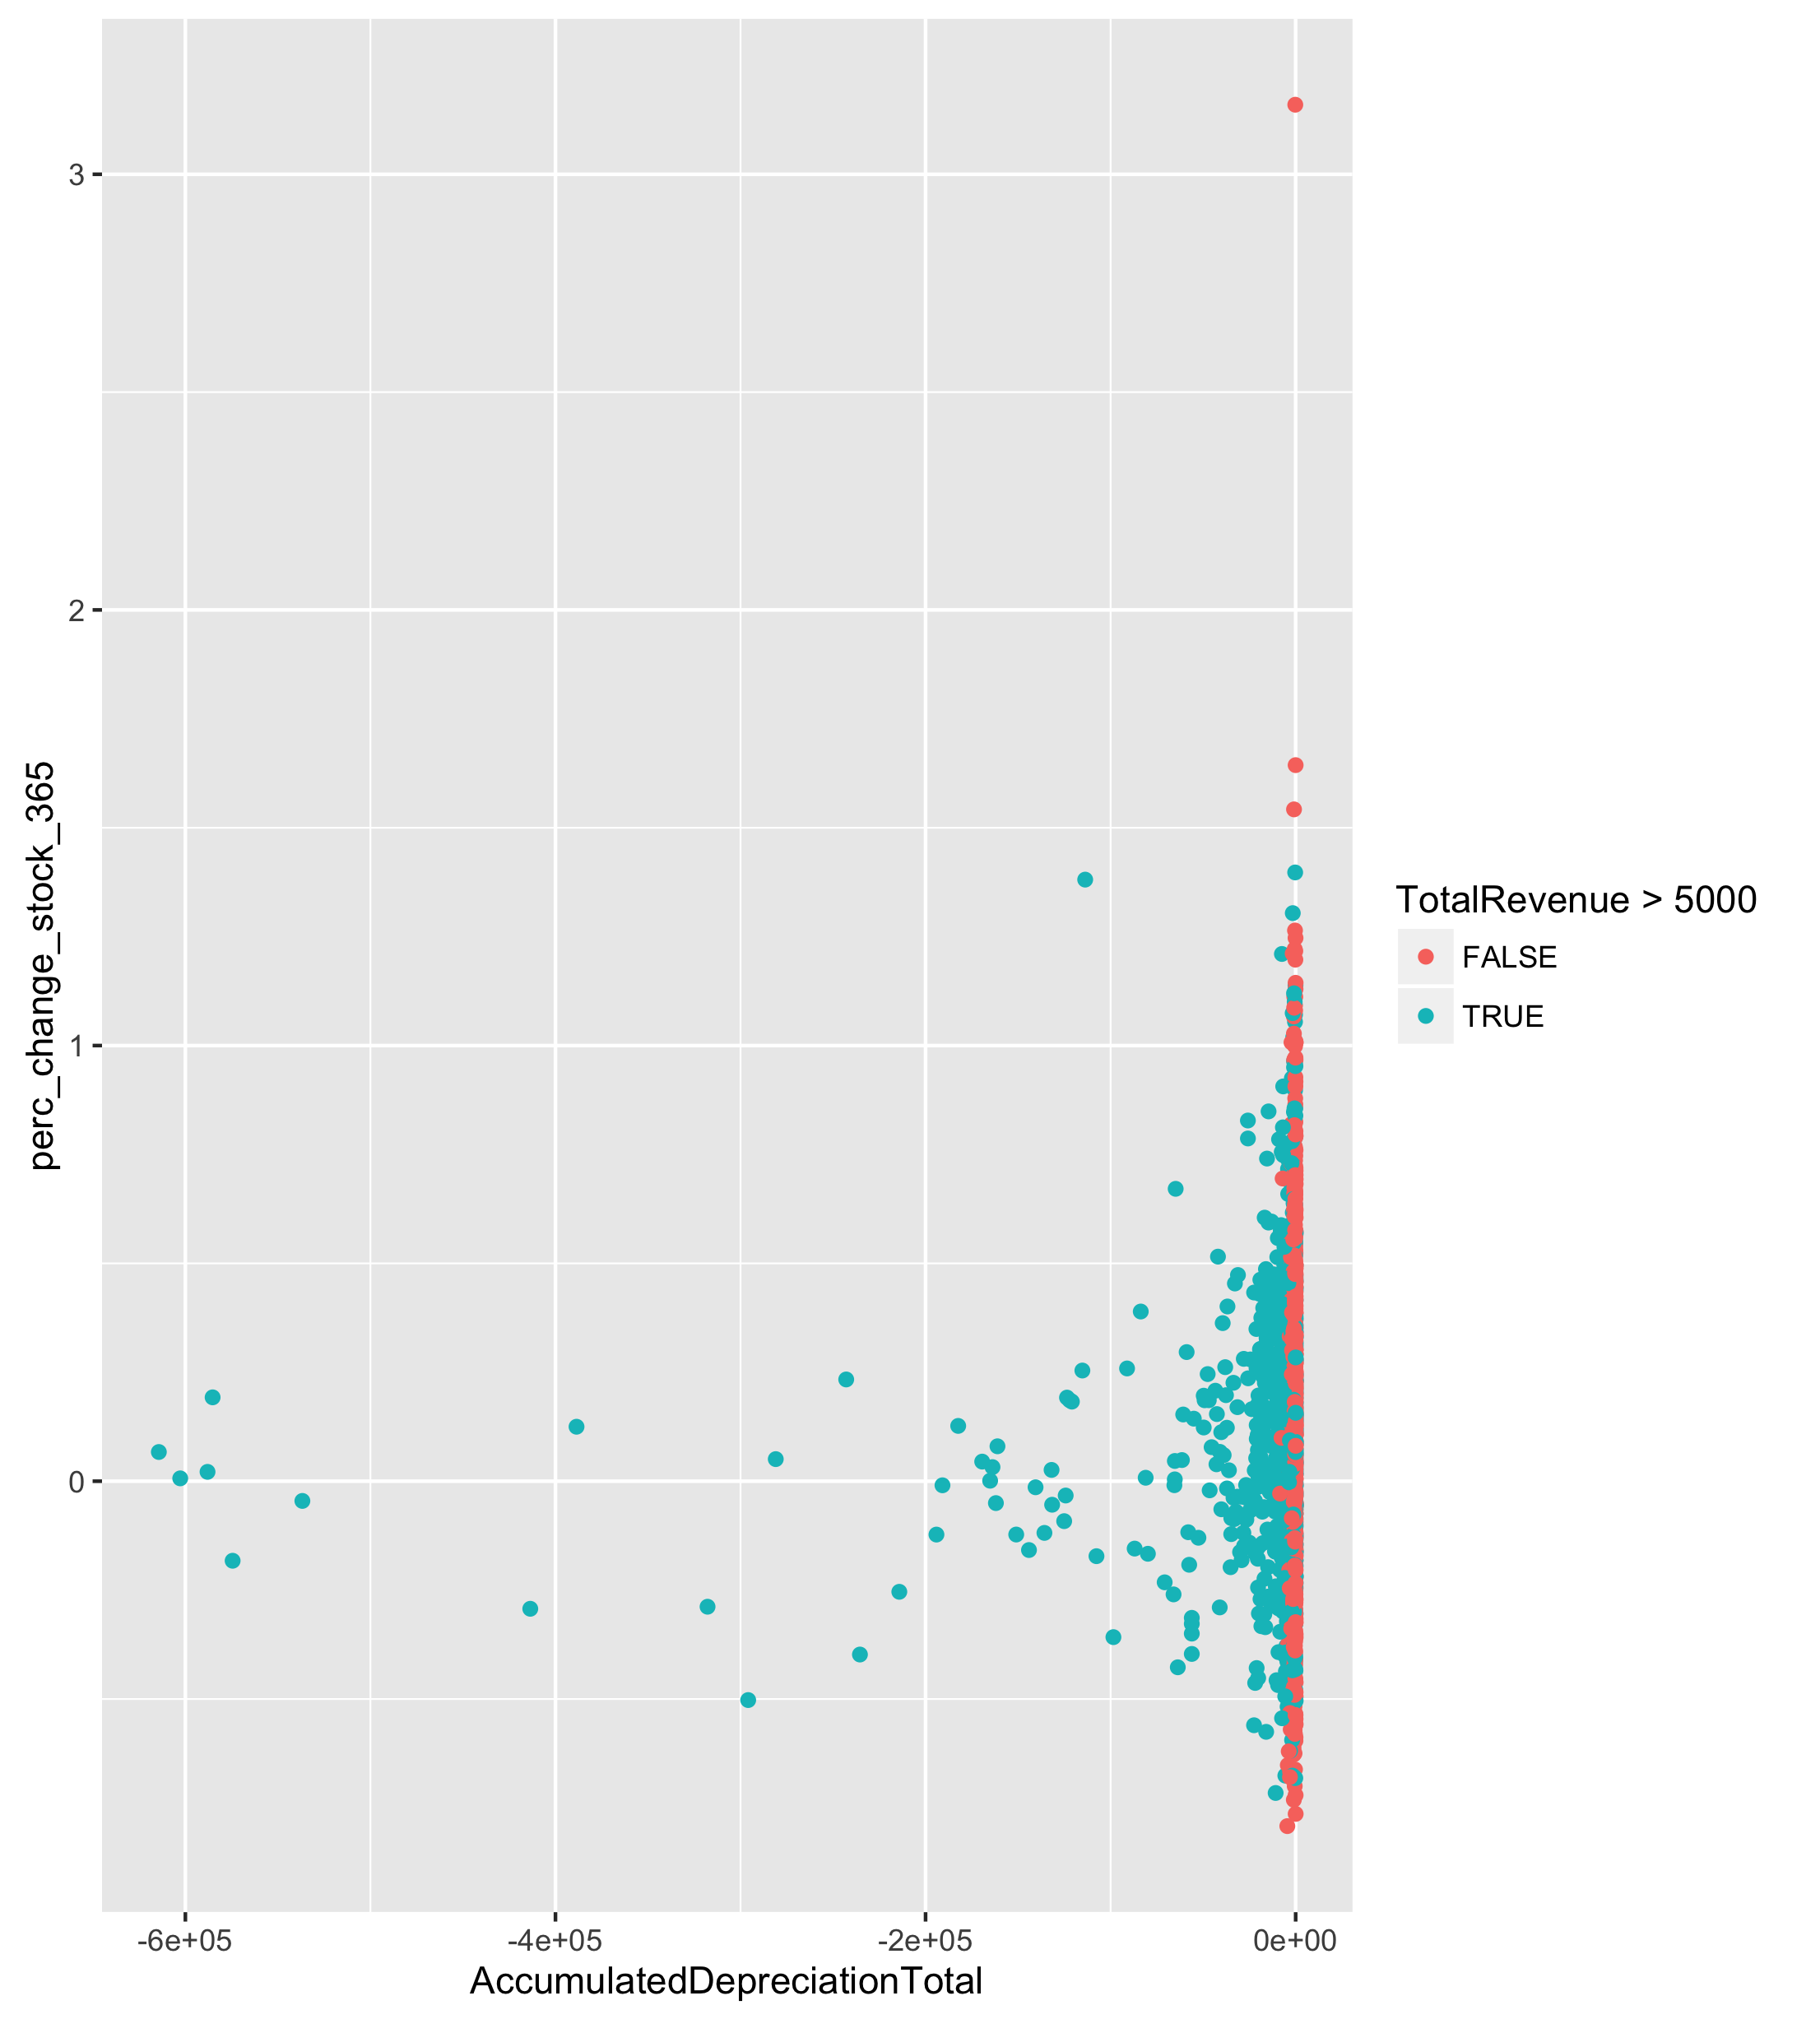 3
2
1
0
perc_change_stock_365
-6e+05
-4e+05
-2e+05
0e+00
AccumulatedDepreciationTotal
TotalRevenue > 5000
FALSE
TRUE